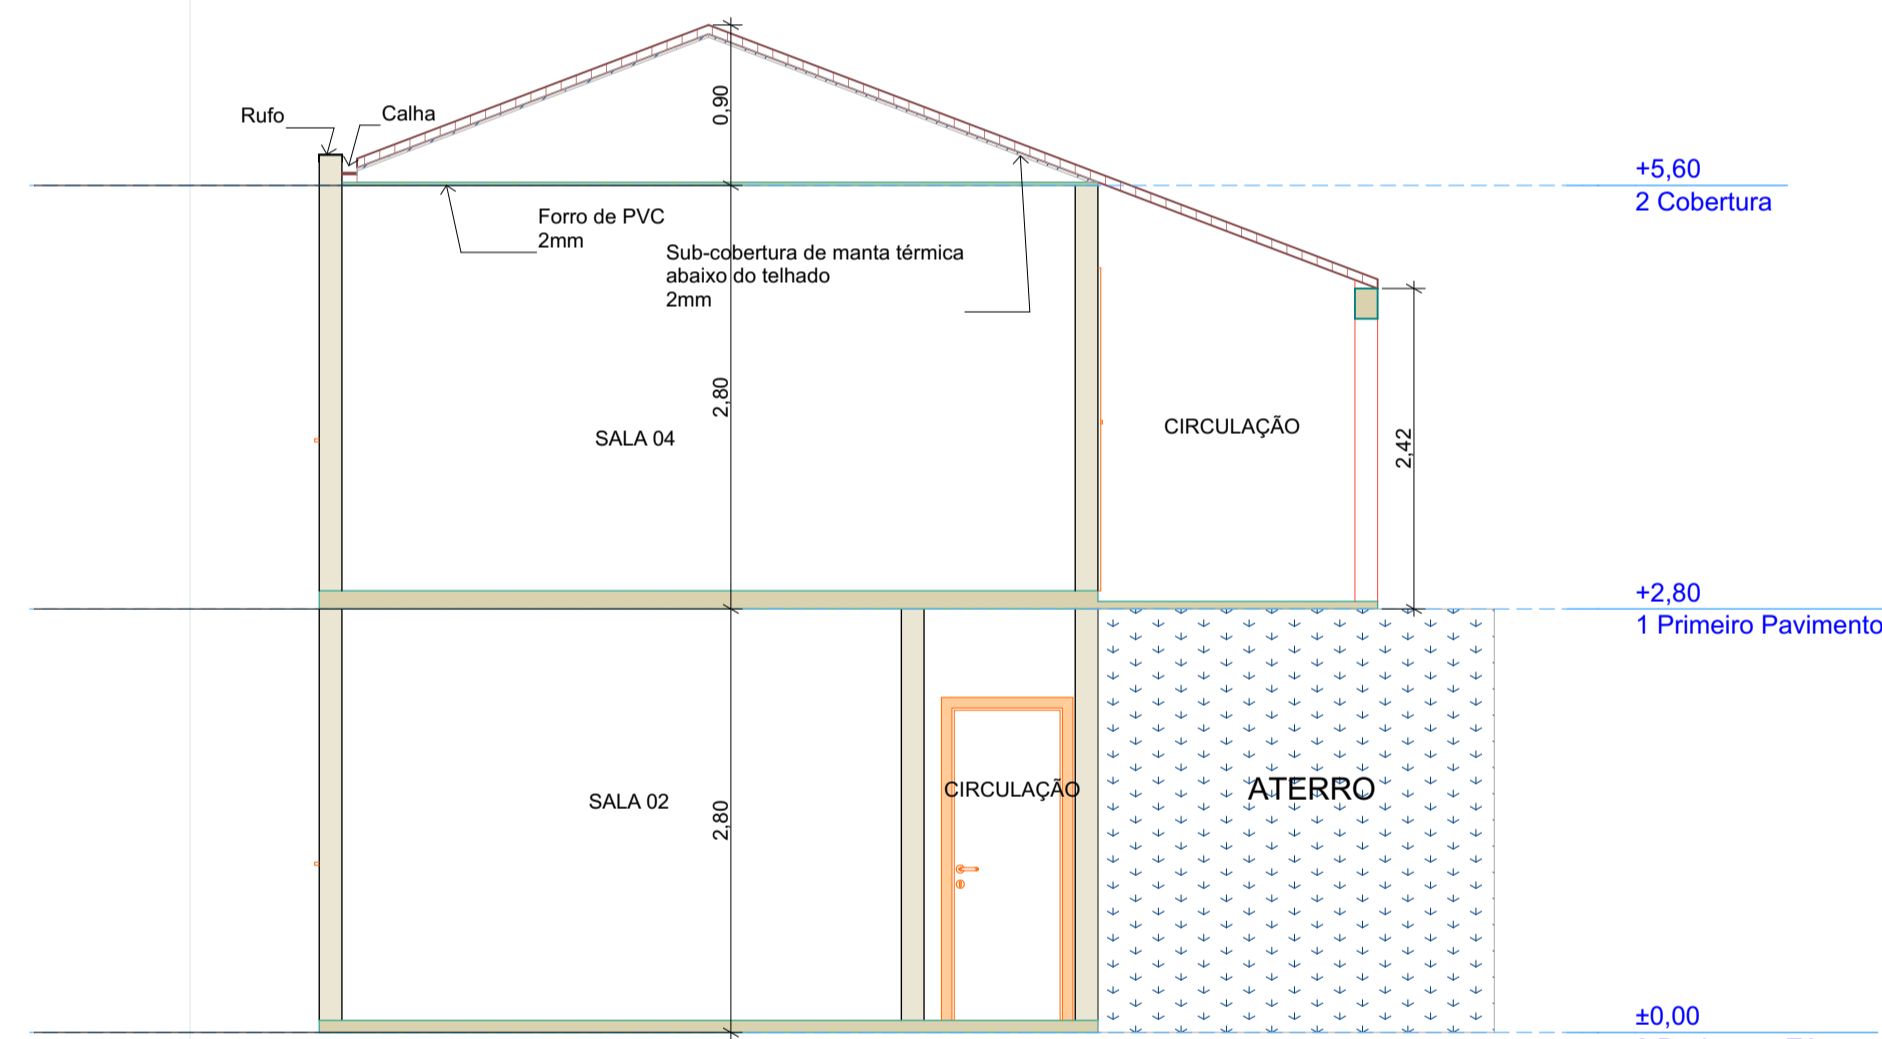 0,90
Rufo
Calha
+5,60
2 Cobertura
Forro de PVC
2mm
Sub-cobertura de manta térmica
abaixo do telhado
2mm
2,80
SALA 04
CIRCULAÇÃO
2,42
+2,80
1 Primeiro Pavimento
SALA 02
2,80
CIRCULAÇÃO
ATERRO
±0,00